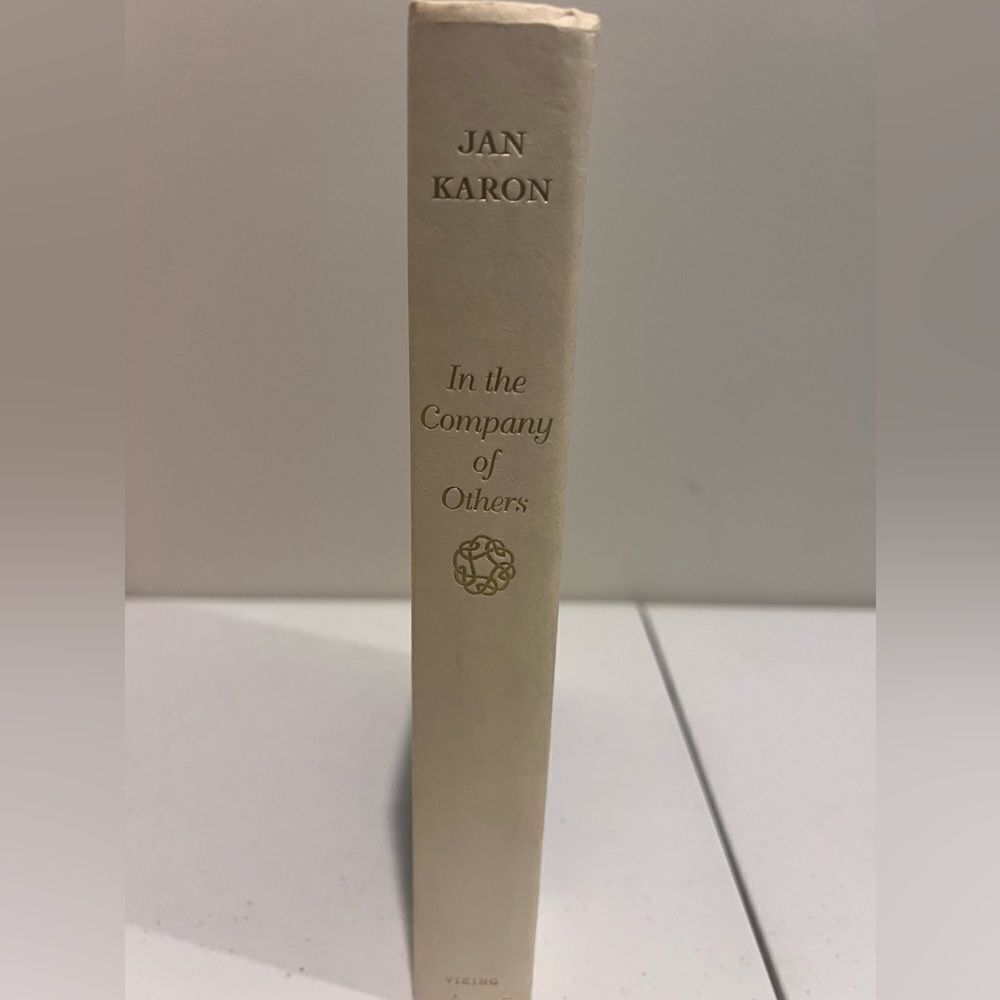 JAN
KARON
In the
Company
of
Others
VIKING